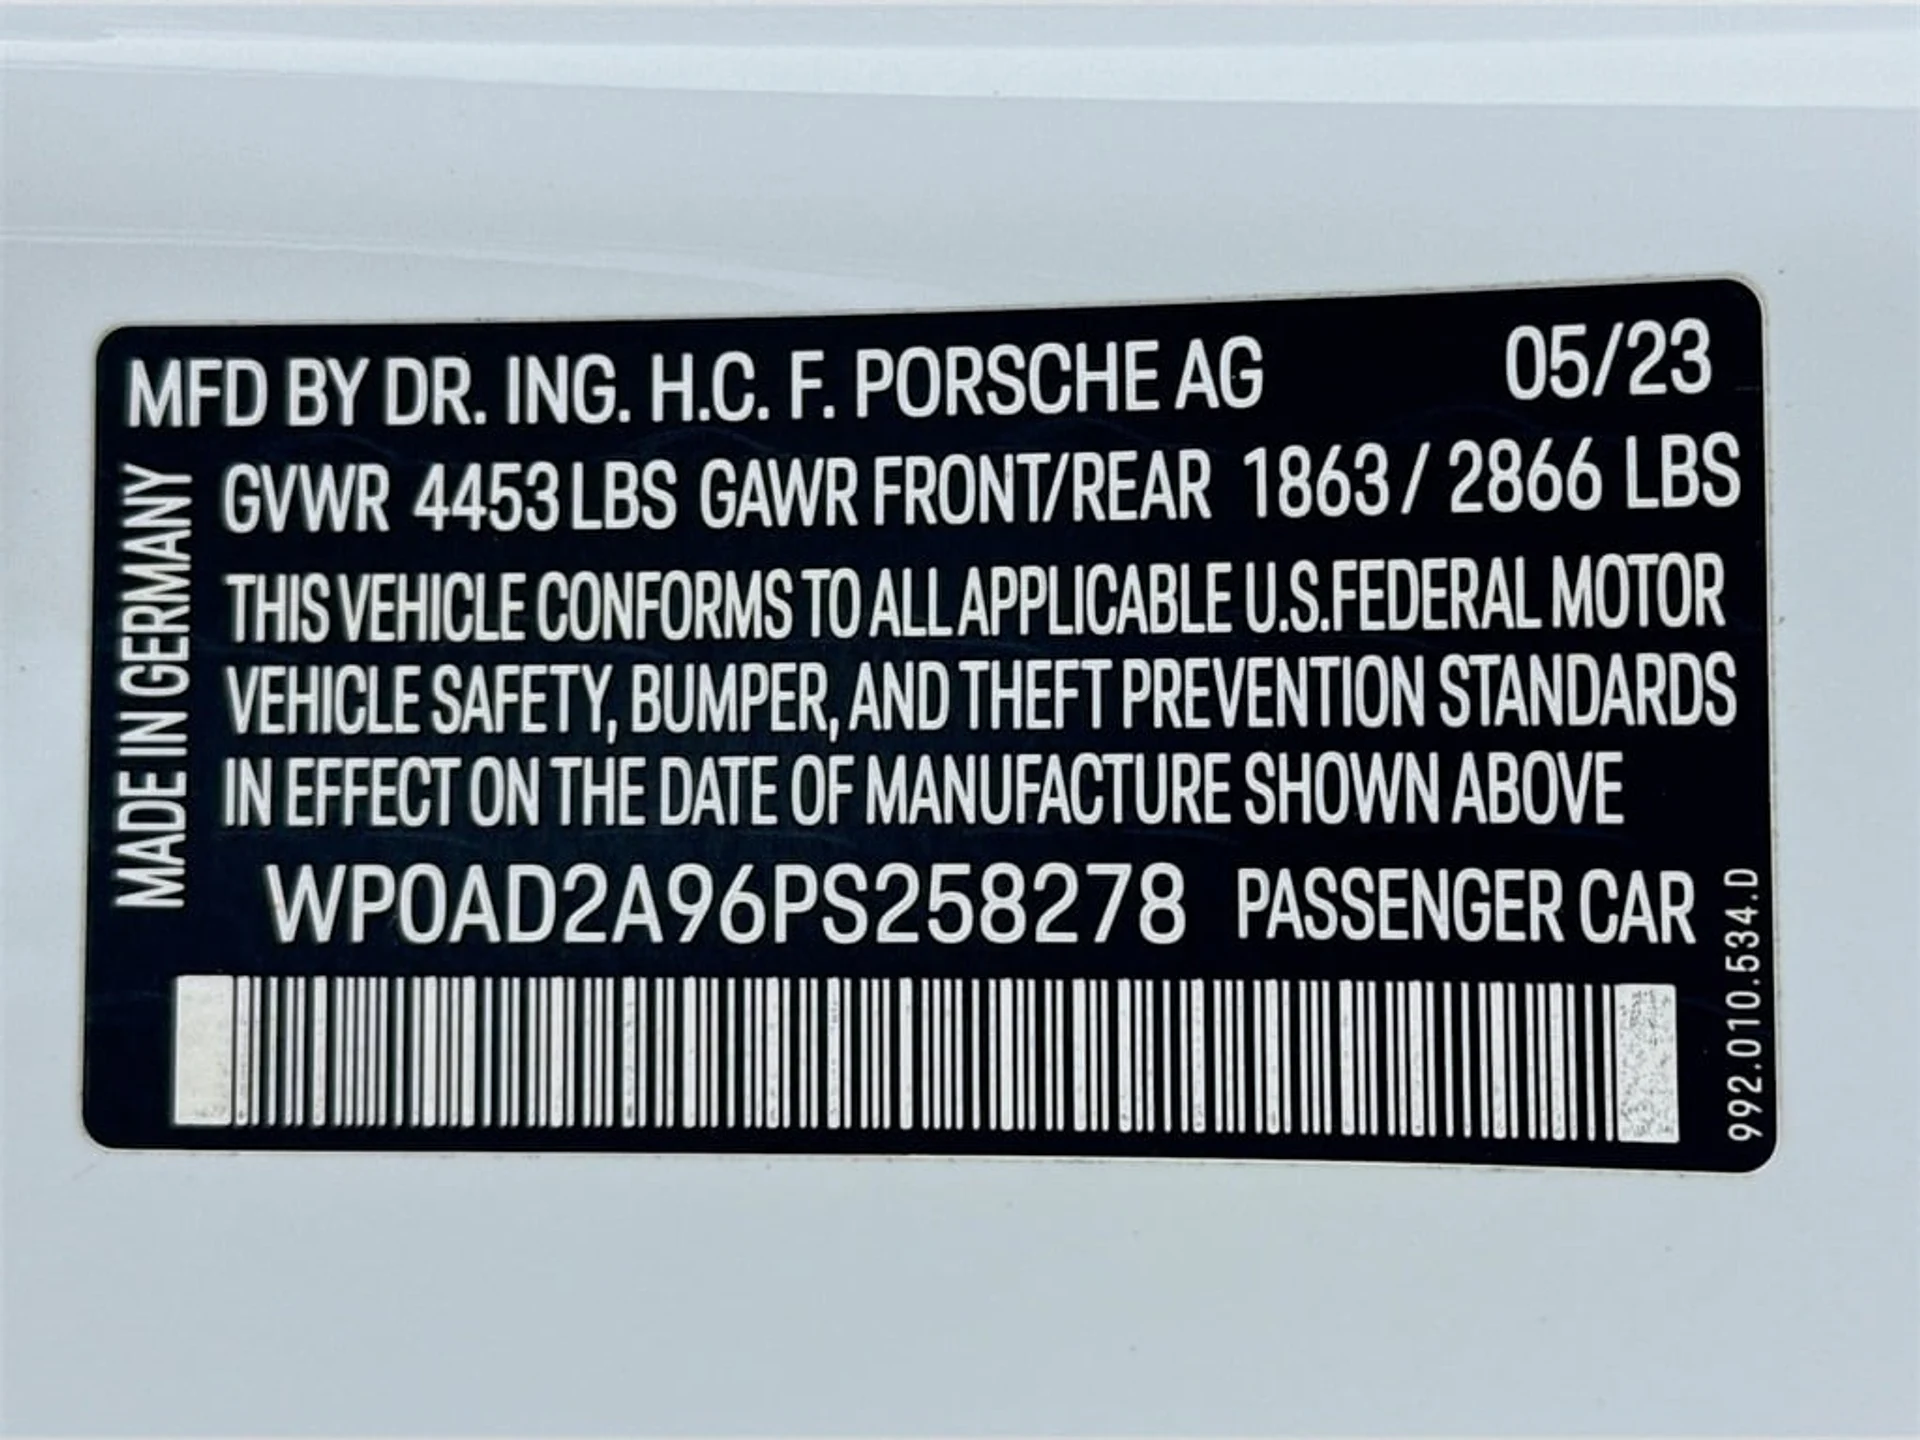 MFD BY DR. ING. H.C. F. PORSCHE AG 05/23
MADE IN GERMANY
GVWR 4453 LBS GAWR FRONT/REAR 1863 / 2866 LBS
THIS VEHICLE CONFORMS TO ALL APPLICABLE U.S.FEDERAL MOTOR
VEHICLE SAFETY, BUMPER, AND THEFT PREVENTION STANDARDS
IN EFFECT ON THE DATE OF MANUFACTURE SHOWN ABOVE
WP0AD2A96PS258278 PASSENGER CAR
992.010.534.D